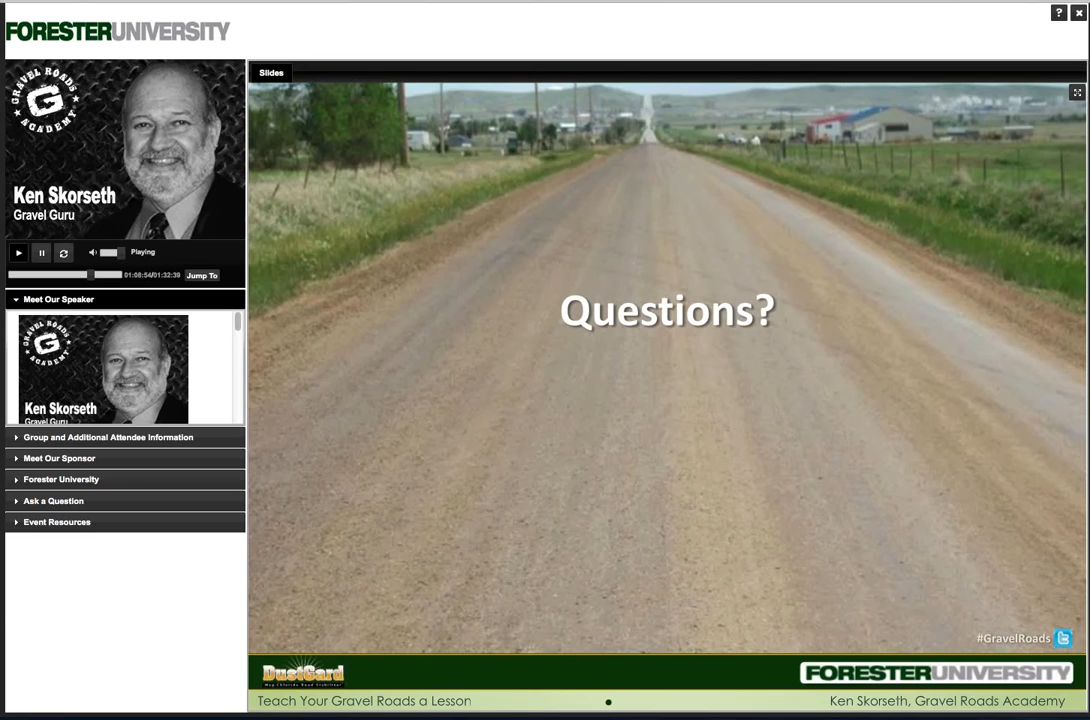 ?
FORESTERUNIVERSITY
GRAVEL ROADS
G
ACADEMY
Ken Skorseth
Gravel Guru
Playing
01:08:54/01:32:39
Jump To
Meet Our Speaker
GRAVEL ROADS
G
ACADEMY
Ken Skorseth
Gravel Guru
Group and Additional Attendee Information
Meet Our Sponsor
Forester University
Ask a Question
Event Resources
Slides
Questions?
#GravelRoads
DustGard
FORESTERUNIVERSITY
Teach Your Gravel Roads a Lesson
Ken Skorseth, Gravel Roads Academy